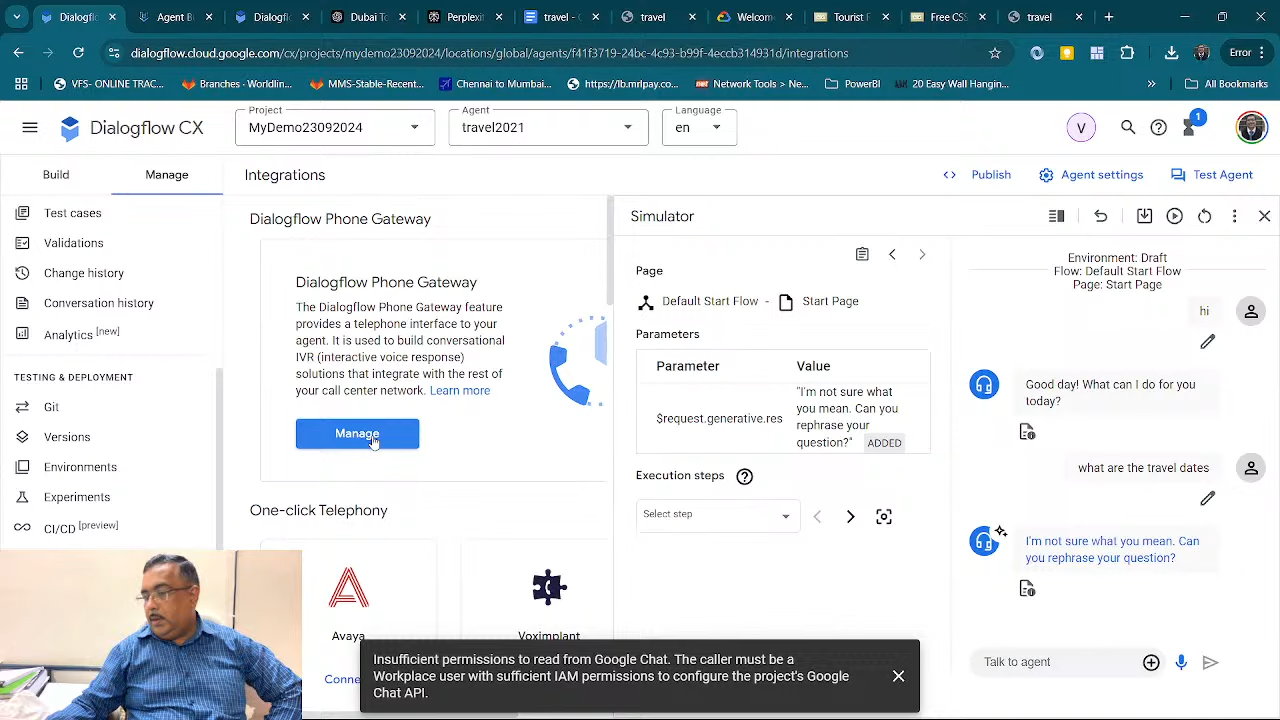 Dialogflow
Agent B
Dialogf
Dubai To
Perplex
travel - G
travel
Welcom
Tourist F
Free CSS
travel
dialogflow.cloud.google.com/cx/projects/mydemo23092024/locations/global/agents/f41f3719-24bc-4c93-b99f-4eccb314931d/integrations
Error
VFS- ONLINE TRAC...
Branches - Worldlin...
MMS-Stable-Recent...
Chennai to Mumbai...
https://lb.mrlpay.co...
Network Tools > Ne...
PowerBI
20 Easy Wall Hangin...
All Bookmarks
Dialogflow CX
Project
MyDemo23092024
Agent
travel2021
Language
en
V
1
Build
Manage
Integrations
Publish
Agent settings
Test Agent
Test cases
Validations
Change history
Conversation history
Analytics [new]
TESTING & DEPLOYMENT
Git
Versions
Environments
Experiments
CI/CD [preview]
Dialogflow Phone Gateway
Dialogflow Phone Gateway
The Dialogflow Phone Gateway feature
provides a telephone interface to your
agent. It is used to build conversational
IVR (interactive voice response)
solutions that integrate with the rest of
your call center network. Learn more
Manage
One-click Telephony
Avaya
Voximplant
Conne
Simulator
Page
Default Start Flow - Start Page
Parameters
Parameter Value
$request.generative.res
"I'm not sure what
you mean. Can you
rephrase your
question?" ADDED
Execution steps
Select step
Environment: Draft
Flow: Default Start Flow
Page: Start Page
hi
Good day! What can I do for you
today?
what are the travel dates
I'm not sure what you mean. Can
you rephrase your question?
Talk to agent
Insufficient permissions to read from Google Chat. The caller must be a
Workplace user with sufficient IAM permissions to configure the project's Google
Chat API.